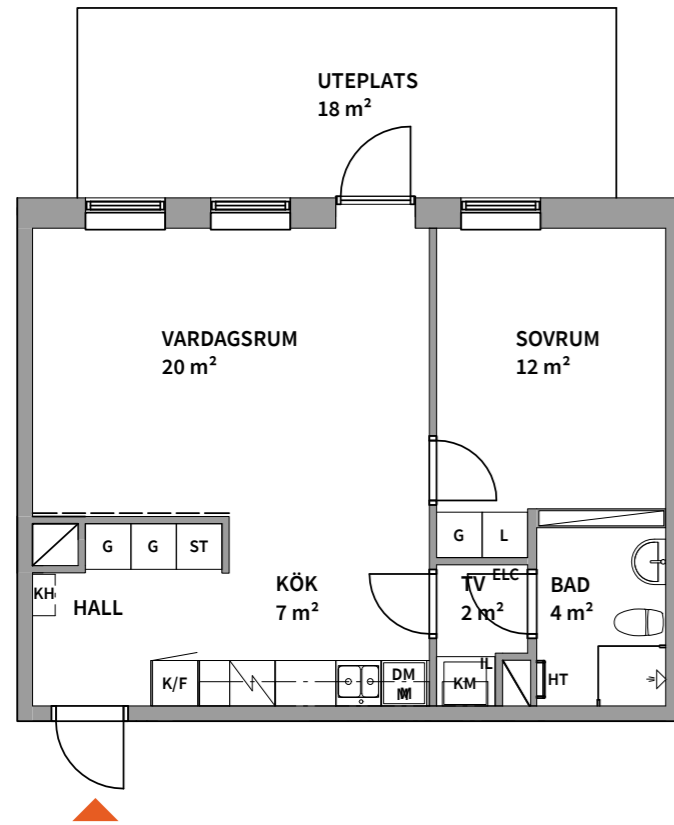 UTEPLATS
18 m²
VARDAGSRUM
20 m²
SOVRUM
12 m²
G
G
ST
G
L
KH
HALL
KÖK
7 m²
TV
2 m²
ELC
BAD
4 m²
K/F
DM
KM
IL
HT